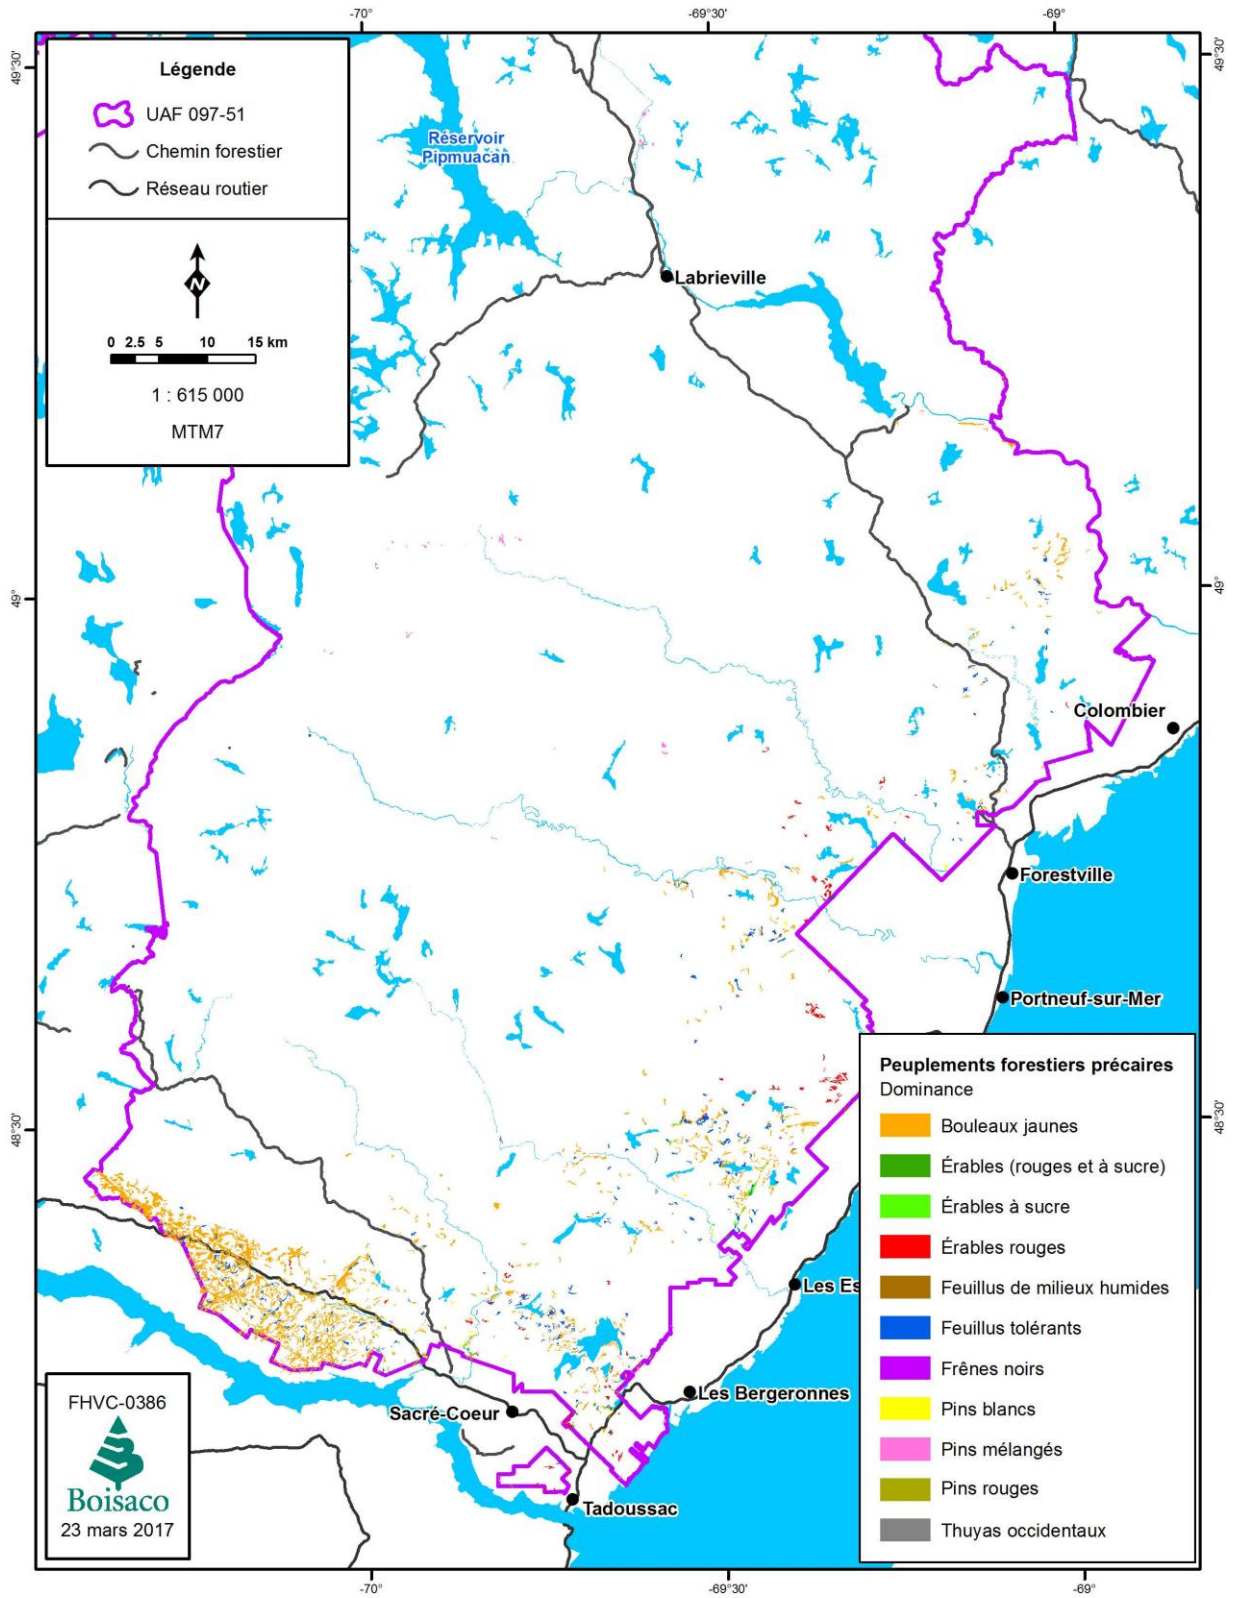 -70°
-69°30'
-69°
49°30'
49°30'
Légende
UAF 097-51
Chemin forestier
Réseau routier
N
0 2.5 5 10 15 km
1 : 615 000
MTM7
Réservoir
Pipmuacan
Labrieville
49°
49°
Colombier
Forestville
Portneuf-sur-Mer
48°30'
48°30'
Les Es
Les Bergeronnes
Sacré-Coeur
Tadoussac
Peuplements forestiers précaires
Dominance
Bouleaux jaunes
Érables (rouges et à sucre)
Érables à sucre
Érables rouges
Feuillus de milieux humides
Feuillus tolérants
Frênes noirs
Pins blancs
Pins mélangés
Pins rouges
Thuyas occidentaux
FHVC-0386
Boisaco
23 mars 2017
-70°
-69°30'
-69°